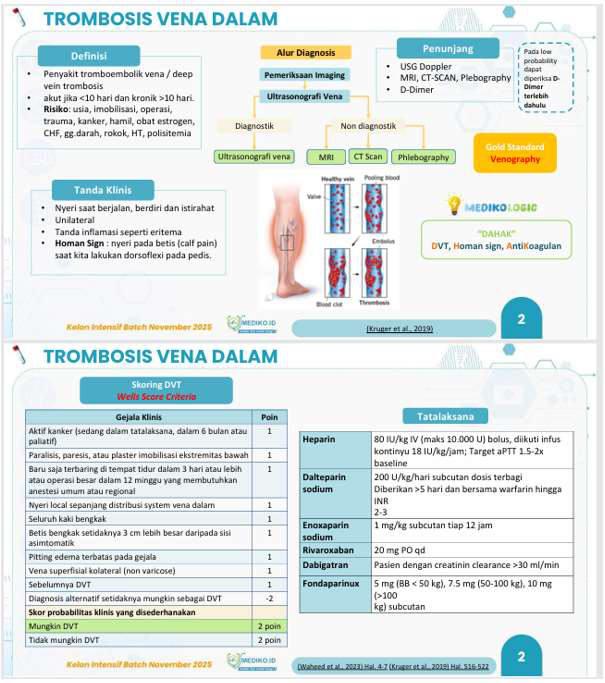 TROMBOSIS VENA DALAM
Definisi
• Penyakit tromboembolik vena / deep
vein trombosis
• akut jika <10 hari dan kronik >10 hari.
• Risiko: usia, imobilisasi, operasi,
trauma, kanker, hamil, obat estrogen,
CHF, gg.darah, rokok, HT, polisitemia
Alur Diagnosis
Pemeriksaan Imaging
Ultrasonografi Vena
Diagnostik
Non diagnostik
Ultrasonografi vena
MRI
CT Scan
Phlebography
Penunjang
• USG Doppler
• MRI, CT-SCAN, Plebography
• D-Dimer
Pada low
probability
dapat
diperiksa D-
Dimer
terlebih
dahulu
Gold Standard
Venography
Tanda Klinis
• Nyeri saat berjalan, berdiri dan istirahat
• Unilateral
• Tanda inflamasi seperti eritema
• Homan Sign : nyeri pada betis (calf pain)
saat kita lakukan dorsoflexi pada pedis.
Healthy vein
Pooling blood
Valve
Embolus
Blood clot
Thrombosis
MEDIKOLOGIC
"DAHAK"
DVT, Homan sign, AntiKoagulan
Kelan Intensif Batch November 2025
MEDIKO.ID
(Kruger et al., 2019)
2
TROMBOSIS VENA DALAM
Skoring DVT
Wells Score Criteria
Gejala Klinis Poin
Aktif kanker (sedang dalam tatalaksana, dalam 6 bulan atau
paliatif) 1
Paralisis, paresis, atau plaster imobilisasi ekstremitas bawah 1
Baru saja terbaring di tempat tidur dalam 3 hari atau lebih
atau operasi besar dalam 12 minggu yang membutuhkan
anestesi umum atau regional 1
Nyeri local sepanjang distribusi system vena dalam 1
Seluruh kaki bengkak 1
Betis bengkak setidaknya 3 cm lebih besar daripada sisi
asimtomatik 1
Pitting edema terbatas pada gejala 1
Vena superfisial kolateral (non varicose) 1
Sebelumnya DVT 1
Diagnosis alternatif setidaknya mungkin sebagai DVT -2
Skor probabilitas klinis yang disederhanakan
Mungkin DVT 2 poin
Tidak mungkin DVT 2 poin
Tatalaksana
Heparin 80 IU/kg IV (maks 10.000 U) bolus, diikuti infus
kontinyu 18 IU/kg/jam; Target aPTT 1.5-2x
baseline
Dalteparin
sodium
200 U/kg/hari subcutan dosis terbagi
Diberikan >5 hari dan bersama warfarin hingga
INR
2-3
Enoxaparin
sodium
1 mg/kg subcutan tiap 12 jam
Rivaroxaban 20 mg PO qd
Dabigatran Pasien dengan creatinin clearance >30 ml/min
Fondaparinux 5 mg (BB < 50 kg), 7.5 mg (50-100 kg), 10 mg
(>100
kg) subcutan
Kelan Intensif Batch November 2025
MEDIKO.ID
(Waheed et al., 2023) Hal. 4-7 (Kruger et al., 2019) Hal. 516-522
2